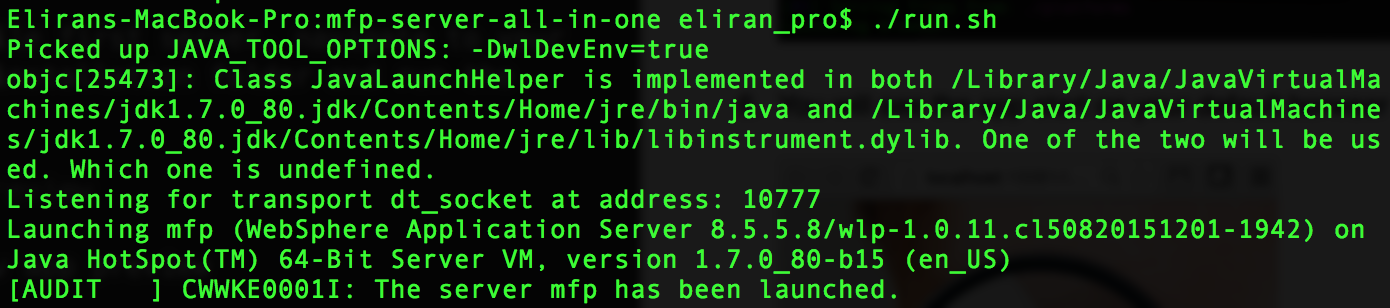 Elirans-MacBook-Pro:mfp-server-all-in-one eliran_pro$ ./run.sh
Picked up JAVA_TOOL_OPTIONS: -DwlDevEnv=true
objc[25473]: Class JavaLaunchHelper is implemented in both /Library/Java/JavaVirtualMa
chines/jdk1.7.0_80.jdk/Contents/Home/jre/bin/java and /Library/Java/JavaVirtualMachine
s/jdk1.7.0_80.jdk/Contents/Home/jre/lib/libinstrument.dylib. One of the two will be us
ed. Which one is undefined.
Listening for transport dt_socket at address: 10777
Launching mfp (WebSphere Application Server 8.5.5.8/wlp-1.0.11.cl50820151201-1942) on
Java HotSpot(TM) 64-Bit Server VM, version 1.7.0_80-b15 (en_US)
[AUDIT   ] CWWKE0001I: The server mfp has been launched.